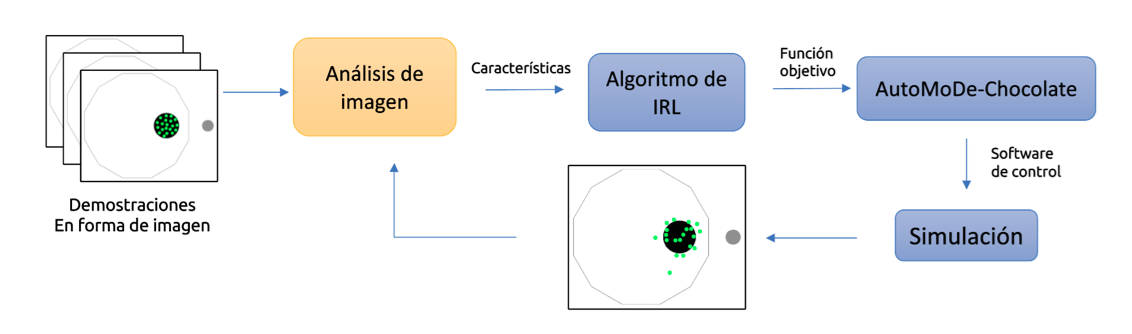 Demostraciones
En forma de imagen
Análisis de
imagen
Características
Algoritmo de
IRL
Función
objetivo
AutoMoDe-Chocolate
Software
de control
Simulación